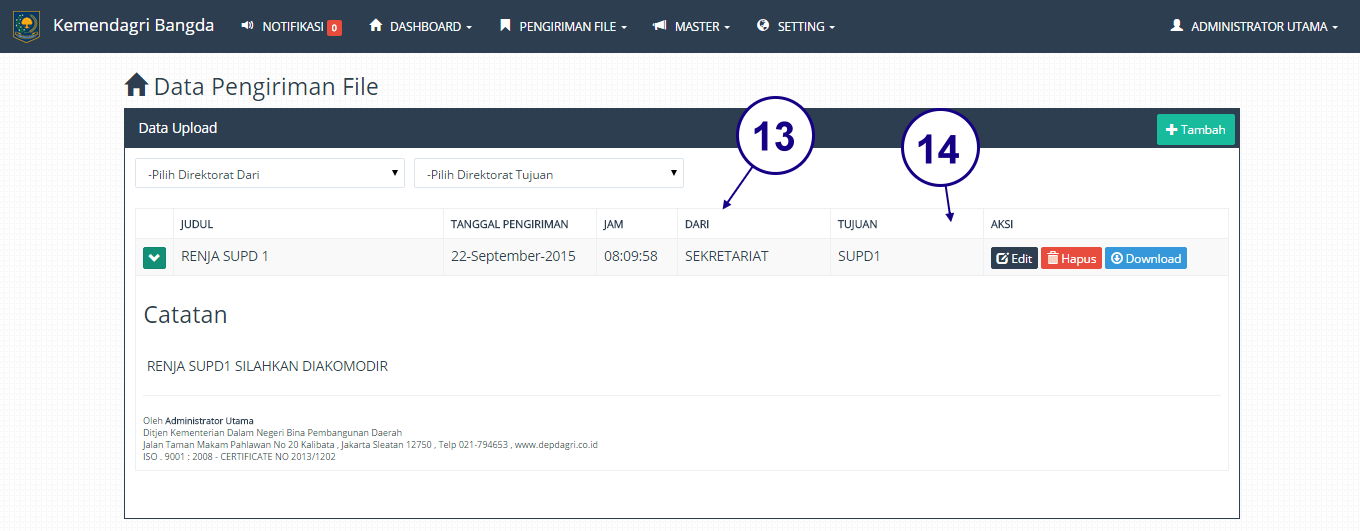 Kemendagri Bangda NOTIFIKASI 0 DASHBOARD PENGIRIMAN FILE MASTER SETTING ADMINISTRATOR UTAMA
Data Pengiriman File
13
14
Data Upload
Tambah
-Pilih Direktorat Dari -Pilih Direktorat Tujuan
JUDUL TANGGAL PENGIRIMAN JAM DARI TUJUAN AKSI
RENJA SUPD 1 22-September-2015 08:09:58 SEKRETARIAT SUPD1 Edit Hapus Download
Catatan
RENJA SUPD1 SILAHKAN DIAKOMODIR
Oleh Administrator Utama
Ditjen Kementerian Dalam Negeri Bina Pembangunan Daerah
Jalan Taman Makam Pahlawan No 20 Kalibata , Jakarta Sleatan 12750 , Telp 021-794653 , www.depdagri.co.id
ISO . 9001 : 2008 - CERTIFICATE NO 2013/1202